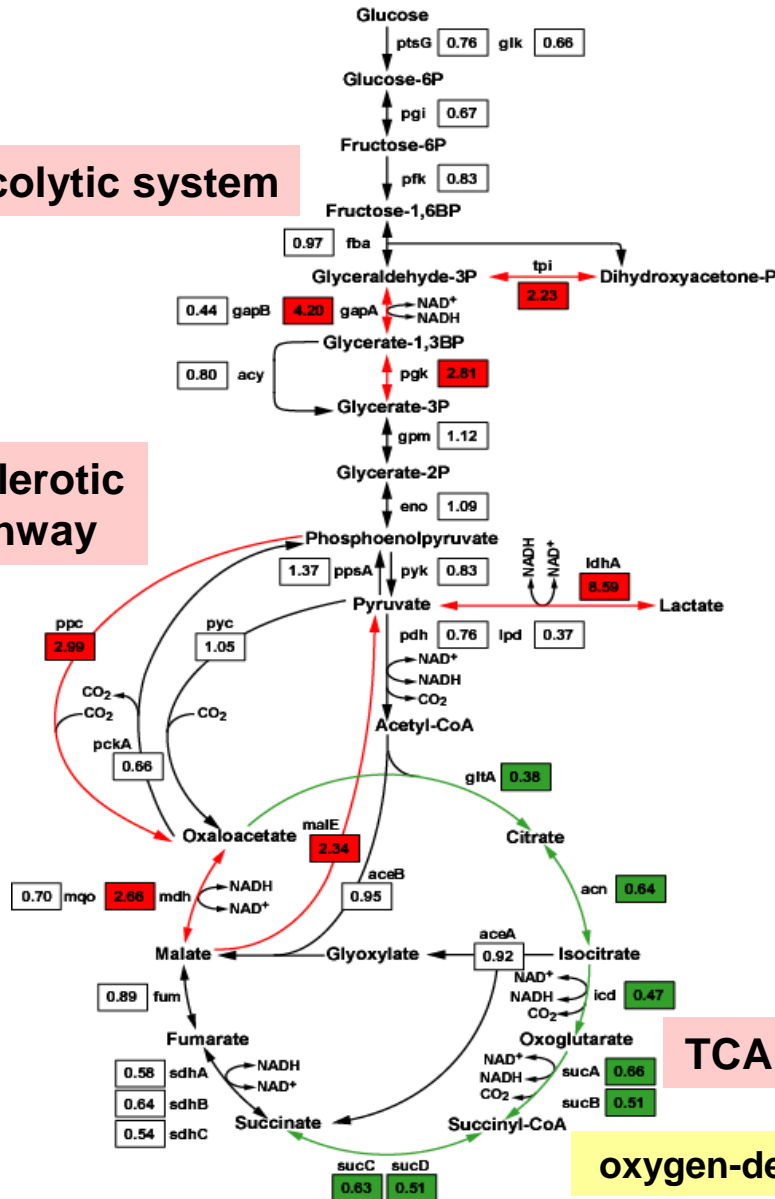 Glucose
ptsG 0.76 glk 0.66
Glucose-6P
pgi 0.67
Fructose-6P
colytic system
pfk 0.83
Fructose-1,6BP
0.97 fba
tpi
Glyceraldehyde-3P Dihydroxyacetone-P
2.23
0.44 gapB 4.20 gapA NAD+
NADH
Glycerate-1,3BP
0.80 acy pgk 2.81
Glycerate-3P
gpm 1.12
Glycerate-2P
lerotic
nway
eno 1.09
Phosphoenolpyruvate
1.37 ppsA pyk 0.83
NADH NAD+ ldhA
8.59
Pyruvate Lactate
ppc pyc
2.99 1.05
pdh 0.76 lpd 0.37
NAD+
NADH
CO2
CO2
CO2 CO2
Acetyl-CoA
pckA
0.66
gltA 0.38
Oxaloacetate malE Citrate
2.34
aceB
0.95
0.70 mqo 2.66 mdh NADH
NAD+
acn 0.64
aceA
Malate Glyoxylate 0.92 Isocitrate
NAD+
NADH icd 0.47
CO2
0.89 fum
Fumarate Oxoglutarate
TCA
0.58 sdhA NADH
NAD+
0.64 sdhB
0.54 sdhC
NAD+ sucA 0.66
NADH
CO2 sucB 0.51
Succinate Succinyl-CoA
sucC sucD
0.63 0.51
oxygen-de